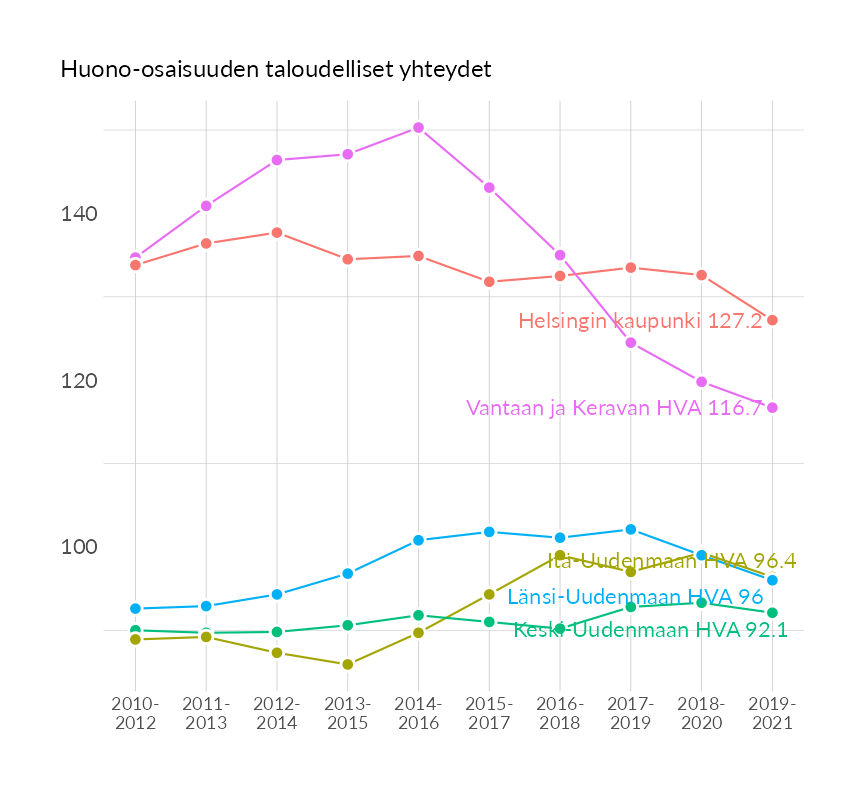 Huono-osaisuuden taloudelliset yhteydet
140
Helsingin kaupunki 127.2
120
Vantaan ja Keravan HVA 116.7
100
Itä-Uudenmaan HVA 96.4
Länsi-Uudenmaan HVA 96
Keski-Uudenmaan HVA 92.1
2010- 2011- 2012- 2013- 2014- 2015- 2016- 2017- 2018- 2019-
2012 2013 2014 2015 2016 2017 2018 2019 2020 2021